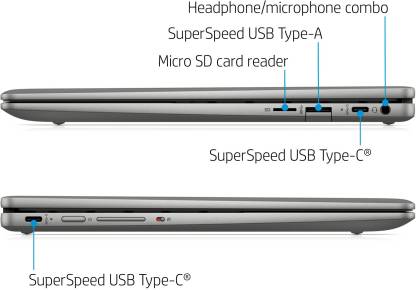 Headphone/microphone combo
SuperSpeed USB Type-A
Micro SD card reader
SuperSpeed USB Type-C®
SuperSpeed USB Type-C®